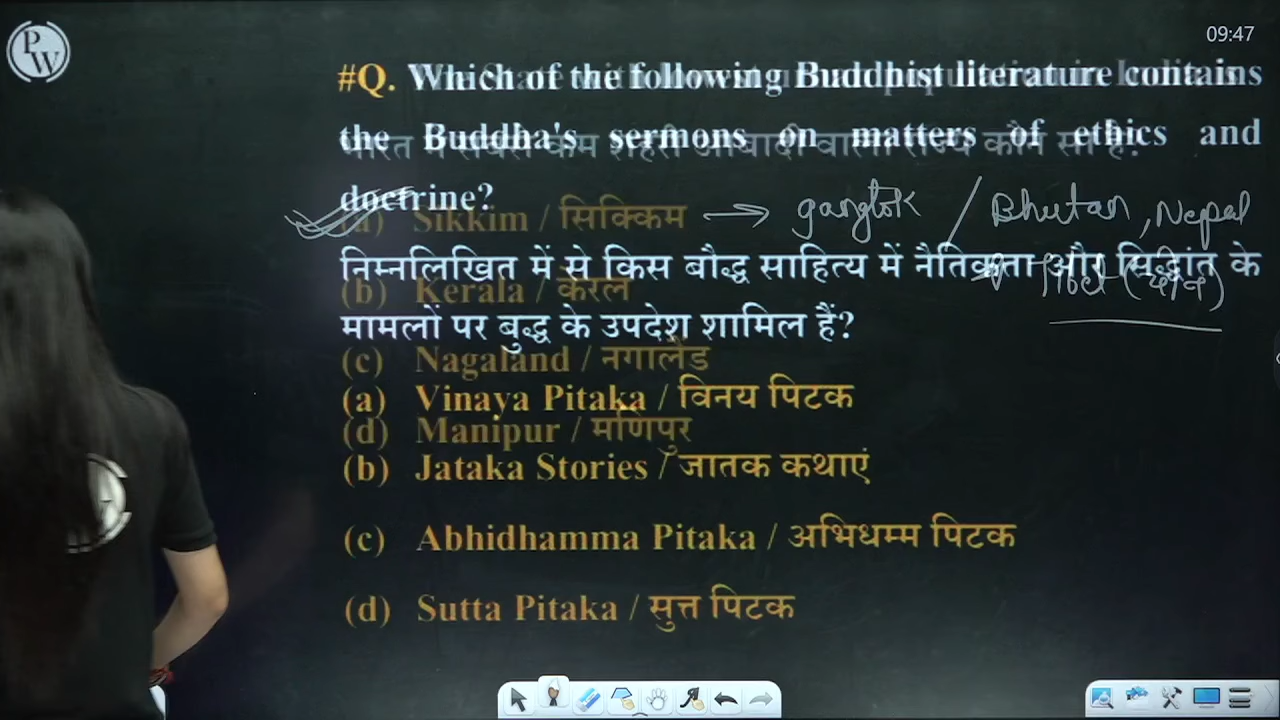 PW
09:47
#Q. Which of the following Buddhist literature contains
the Buddha's sermons on matters of ethics and
doctrine?
(a) Sikkim / सिक्किम → gangtok / Bhutan, Nepal
निम्नलिखित में से किस बौद्ध साहित्य में नैतिकता और सिद्धांत के
(b) Kerala / केरल
मामलों पर बुद्ध के उपदेश शामिल हैं?
(c) Nagaland / नगालैंड
(a) Vinaya Pitaka / विनय पिटक
(d) Manipur / मणिपुर
(b) Jataka Stories / जातक कथाएं
(c) Abhidhamma Pitaka / अभिधम्म पिटक
(d) Sutta Pitaka / सुत्त पिटक